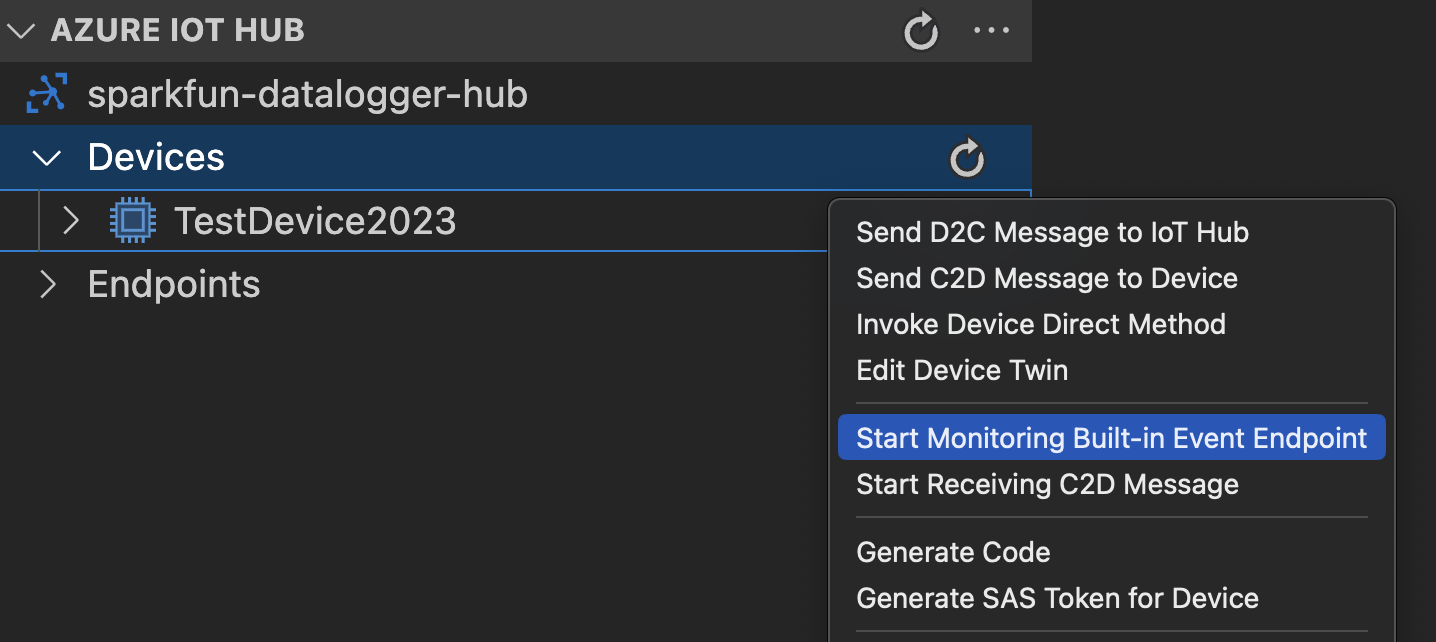 AZURE IOT HUB
sparkfun-datalogger-hub
Devices
TestDevice2023
Endpoints
Send D2C Message to IoT Hub
Send C2D Message to Device
Invoke Device Direct Method
Edit Device Twin
Start Monitoring Built-in Event Endpoint
Start Receiving C2D Message
Generate Code
Generate SAS Token for Device